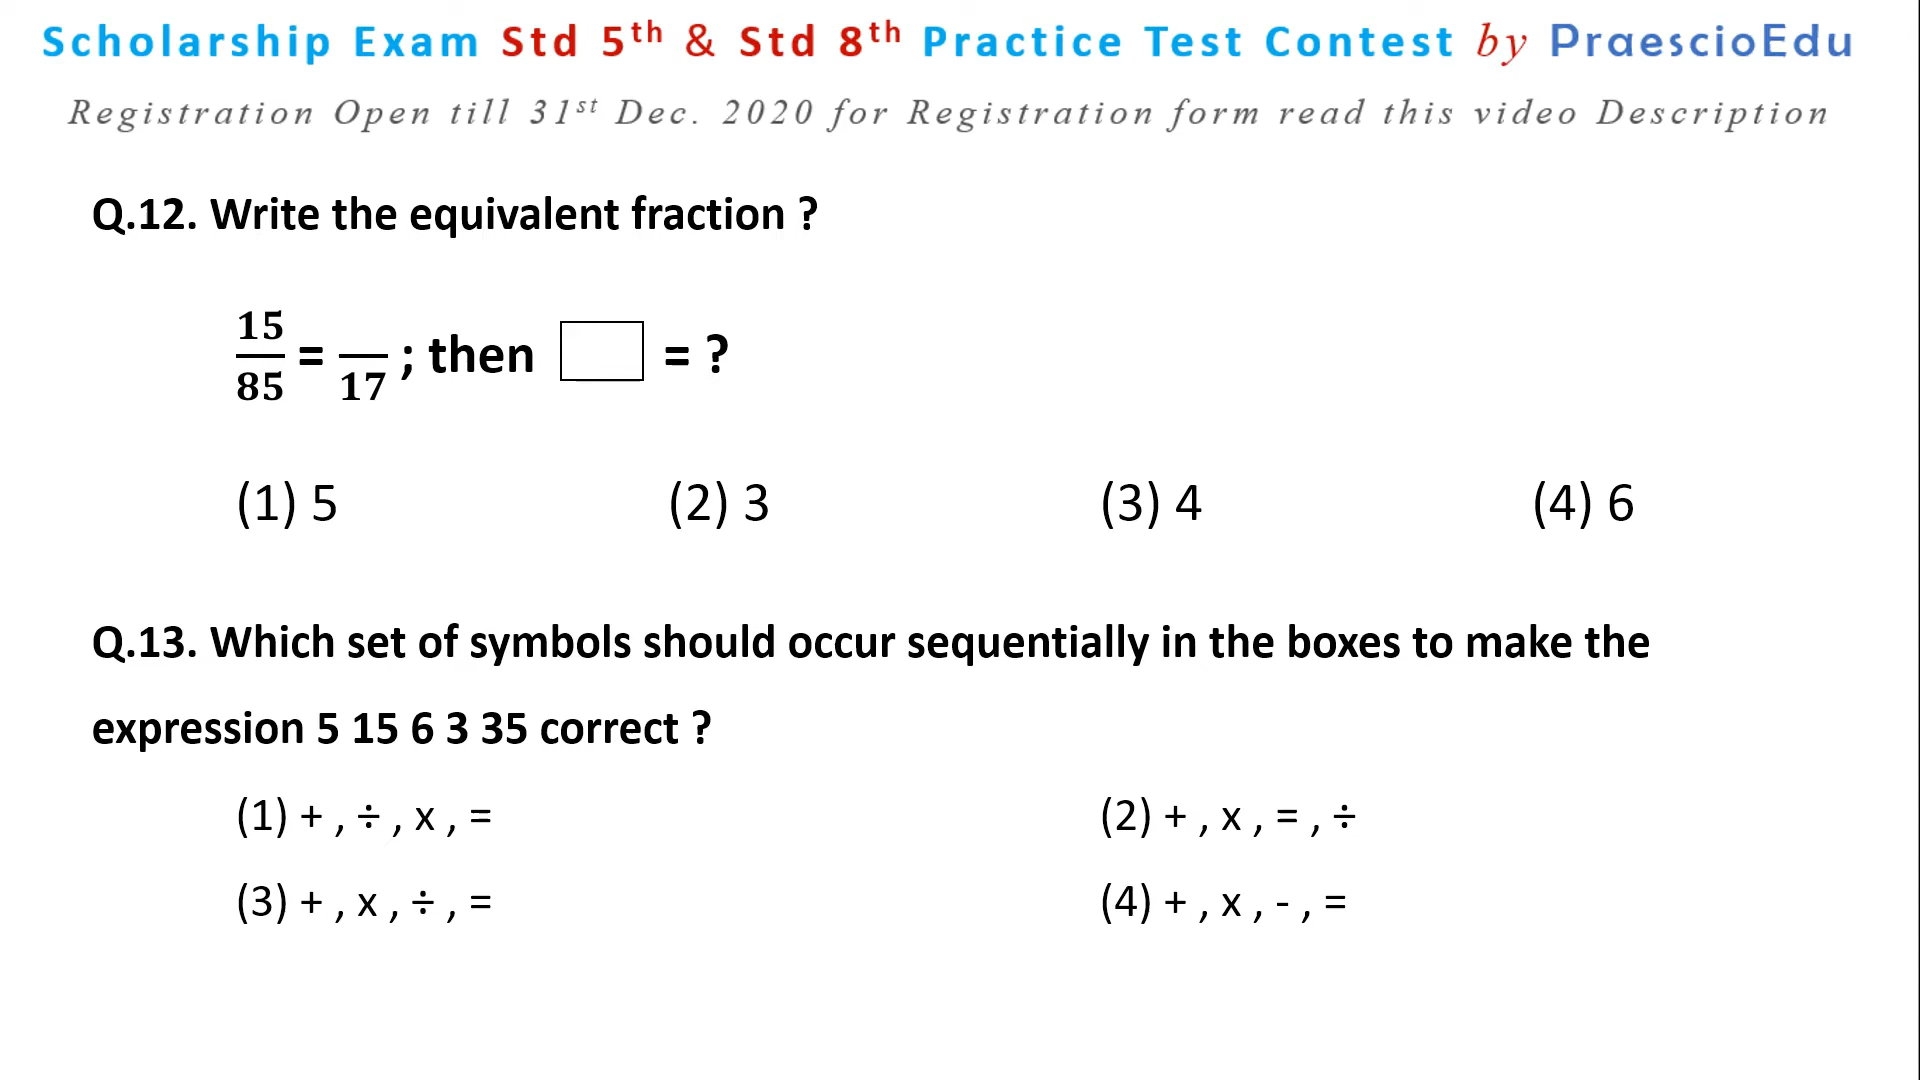 Scholarship Exam Std 5th & Std 8th Practice Test Contest by PraescioEdu
Registration Open till 31st Dec. 2020 for Registration form read this video Description
Q.12. Write the equivalent fraction ?
15/85 = /17 ; then □ = ?
(1) 5 (2) 3 (3) 4 (4) 6
Q.13. Which set of symbols should occur sequentially in the boxes to make the
expression 5 15 6 3 35 correct ?
(1) + , ÷ , x , = (2) + , x , = , ÷
(3) + , x , ÷ , = (4) + , x , - , =